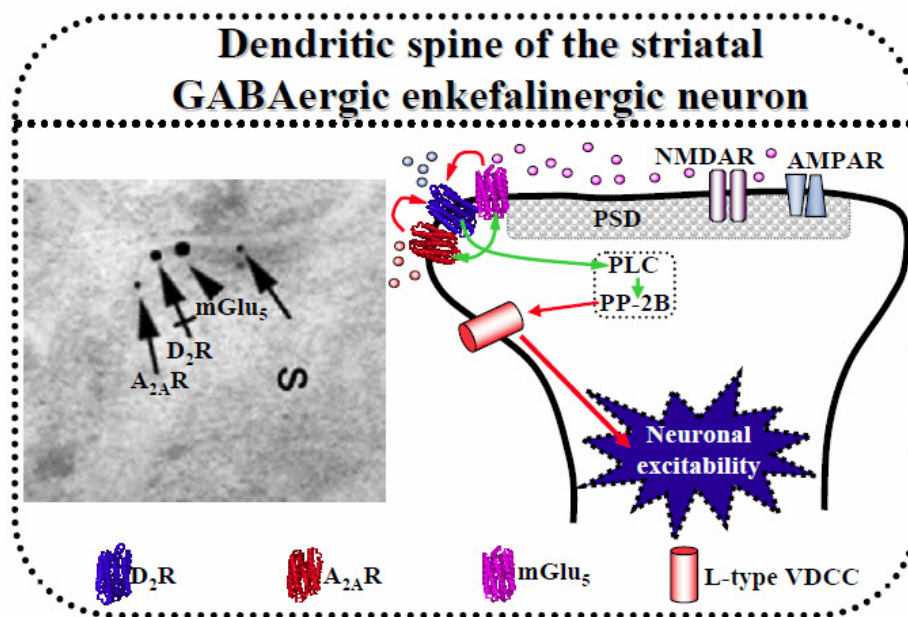 Dendritic spine of the striatal
GABAergic enkefalinergic neuron
NMDAR
AMPAR
PSD
PLC
PP-2B
mGlu₅
D₂R
A₂ₐR
S
Neuronal
excitability
D₂R
A₂ₐR
mGlu₅
L-type VDCC